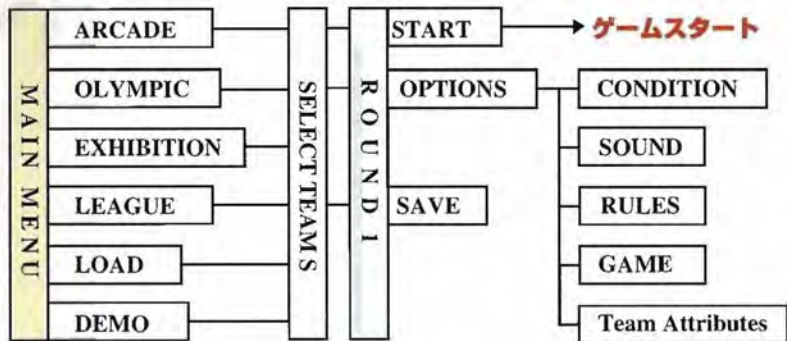 MAIN MENU
ARCADE
OLYMPIC
EXHIBITION
LEAGUE
LOAD
DEMO
SELECT TEAMS
ROUND 1
START
ゲームスタート
OPTIONS
SAVE
CONDITION
SOUND
RULES
GAME
Team Attributes